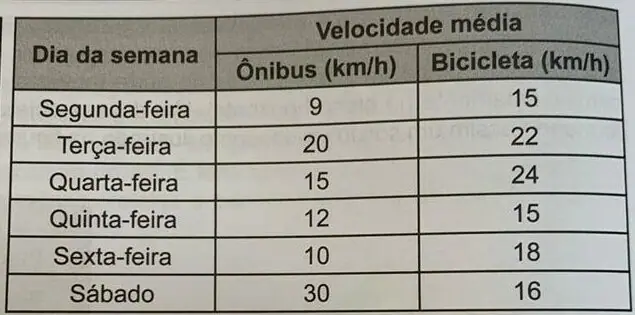 Dia da semana
Velocidade média
Ônibus (km/h) Bicicleta (km/h)
Segunda-feira 9 15
Terça-feira 20 22
Quarta-feira 15 24
Quinta-feira 12 15
Sexta-feira 10 18
Sábado 30 16